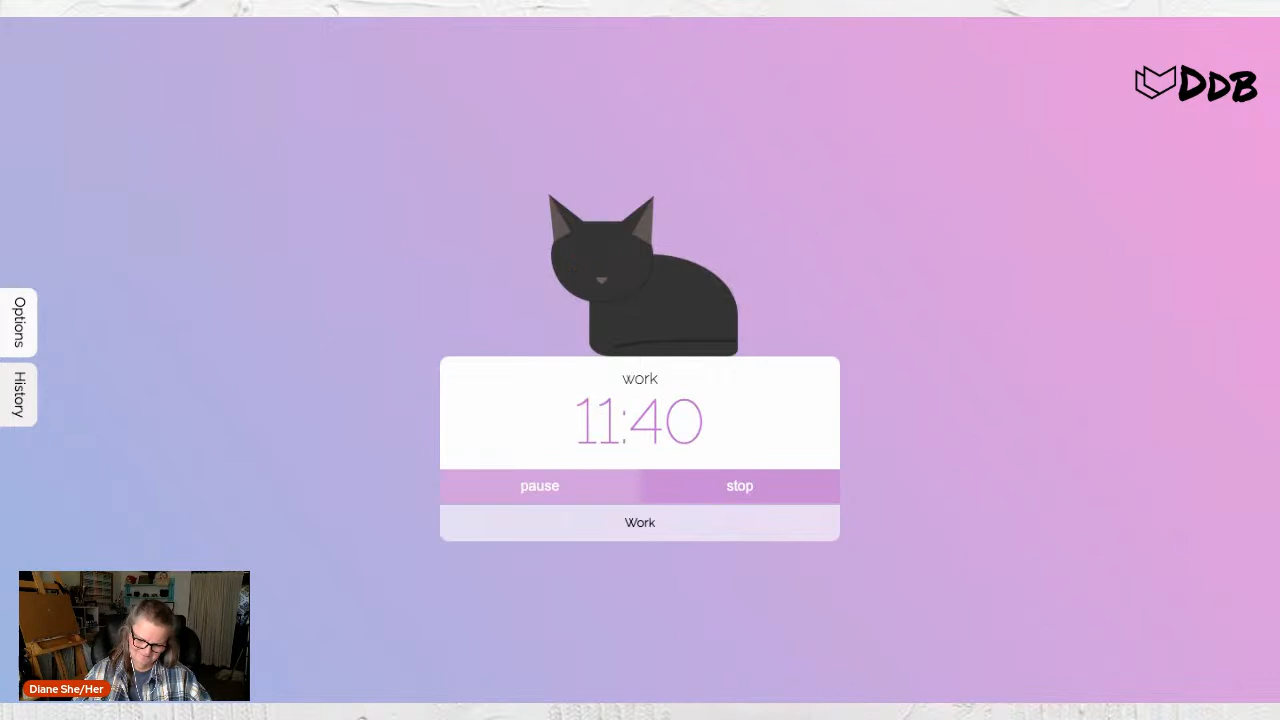 DDB
Options
History
work
11:40
pause stop
Work
Diane She/Her